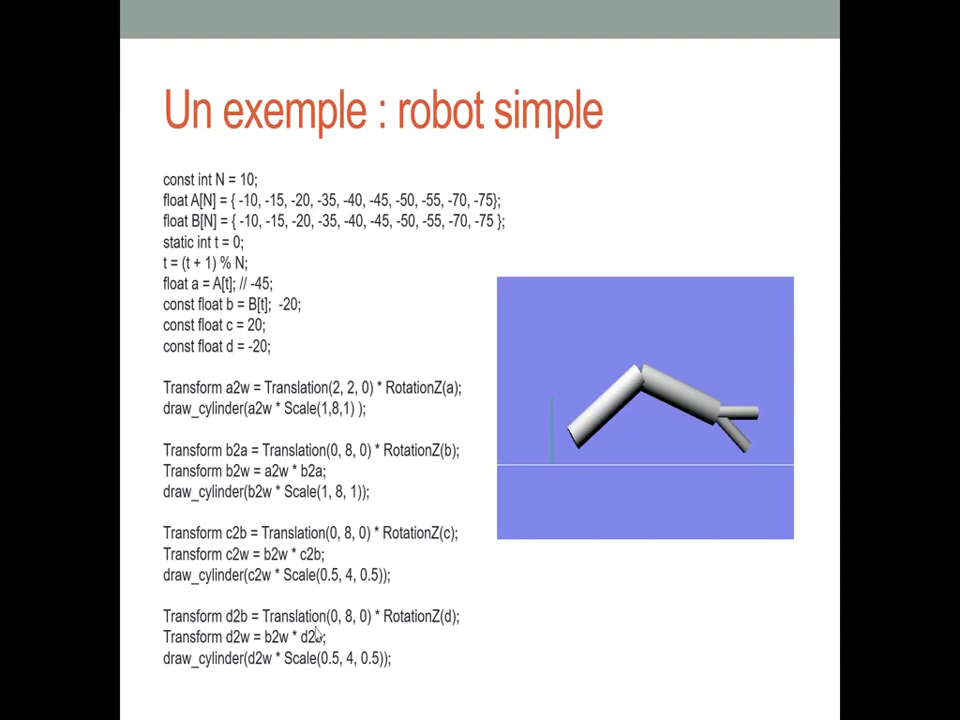 Un exemple : robot simple
const int N = 10;
float A[N] = { -10, -15, -20, -35, -40, -45, -50, -55, -70, -75};
float B[N] = { -10, -15, -20, -35, -40, -45, -50, -55, -70, -75 };
static int t = 0;
t = (t + 1) % N;
float a = A[t]; // -45;
const float b = B[t];  -20;
const float c = 20;
const float d = -20;
Transform a2w = Translation(2, 2, 0) * RotationZ(a);
draw_cylinder(a2w * Scale(1,8,1) );
Transform b2a = Translation(0, 8, 0) * RotationZ(b);
Transform b2w = a2w * b2a;
draw_cylinder(b2w * Scale(1, 8, 1));
Transform c2b = Translation(0, 8, 0) * RotationZ(c);
Transform c2w = b2w * c2b;
draw_cylinder(c2w * Scale(0.5, 4, 0.5));
Transform d2b = Translation(0, 8, 0) * RotationZ(d);
Transform d2w = b2w * d2b;
draw_cylinder(d2w * Scale(0.5, 4, 0.5));